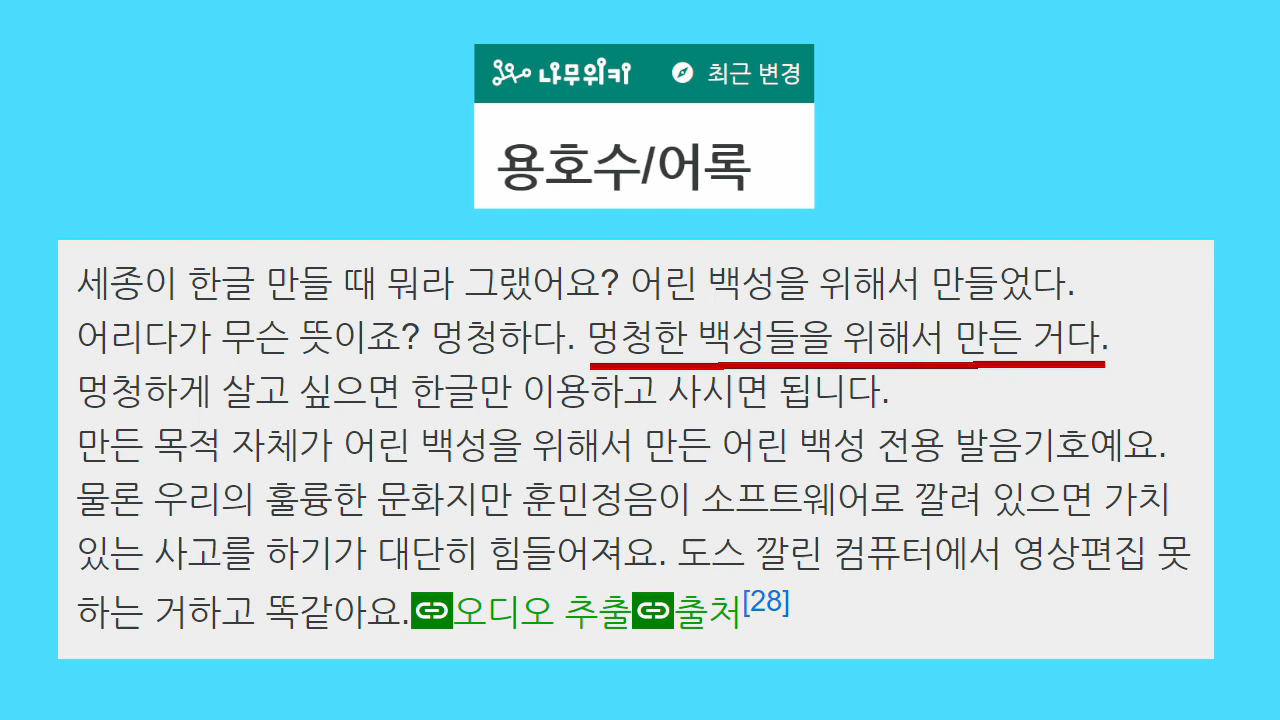 나무위키 최근 변경
용호수/어록
세종이 한글 만들 때 뭐라 그랬어요? 어린 백성을 위해서 만들었다.
어리다가 무슨 뜻이죠? 멍청하다. 멍청한 백성들을 위해서 만든 거다.
멍청하게 살고 싶으면 한글만 이용하고 사시면 됩니다.
만든 목적 자체가 어린 백성을 위해서 만든 어린 백성 전용 발음기호예요.
물론 우리의 훌륭한 문화지만 훈민정음이 소프트웨어로 깔려 있으면 가치
있는 사고를 하기가 대단히 힘들어져요. 도스 깔린 컴퓨터에서 영상편집 못
하는 거하고 똑같아요.오디오 추출출처[28]